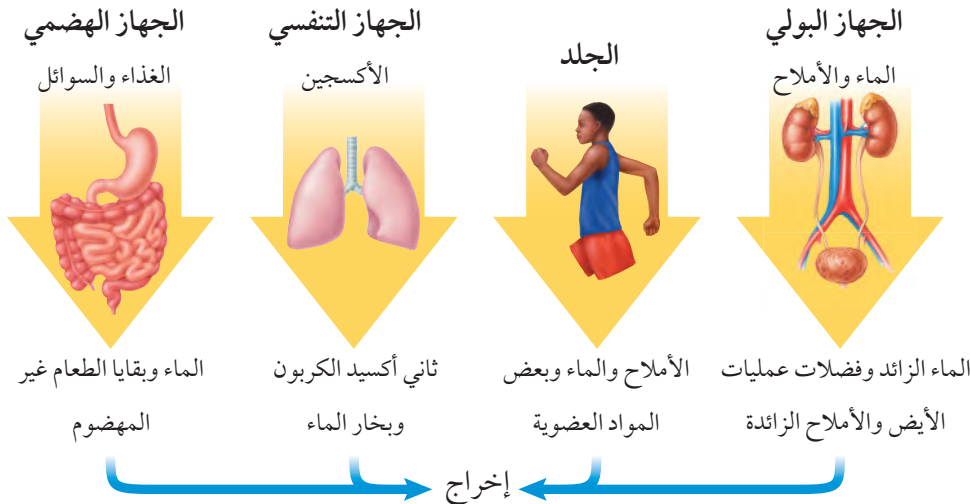 الجهاز البولي
الماء والأملاح
الماء الزائد وفضلات عمليات
الأيض والأملاح الزائدة
الجلد
الأملاح والماء وبعض
المواد العضوية
الجهاز التنفسي
الأكسجين
ثاني أكسيد الكربون
وبخار الماء
الجهاز الهضمي
الغذاء والسوائل
الماء وبقايا الطعام غير
المهضوم
إخراج